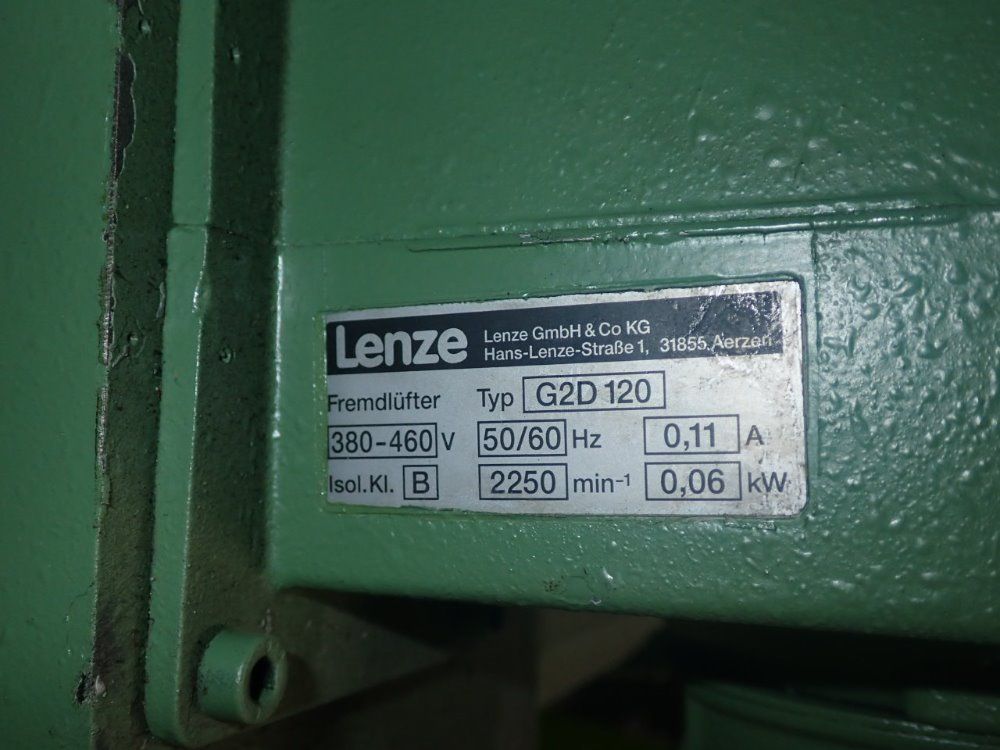 Lenze Lenze GmbH & Co KG
Hans-Lenze-Straße 1, 31855 Aerzen
Fremdlüfter Typ G2D 120
380-460 V 50/60 Hz 0,11 A
Isol.Kl. B 2250 min⁻¹ 0,06 kW